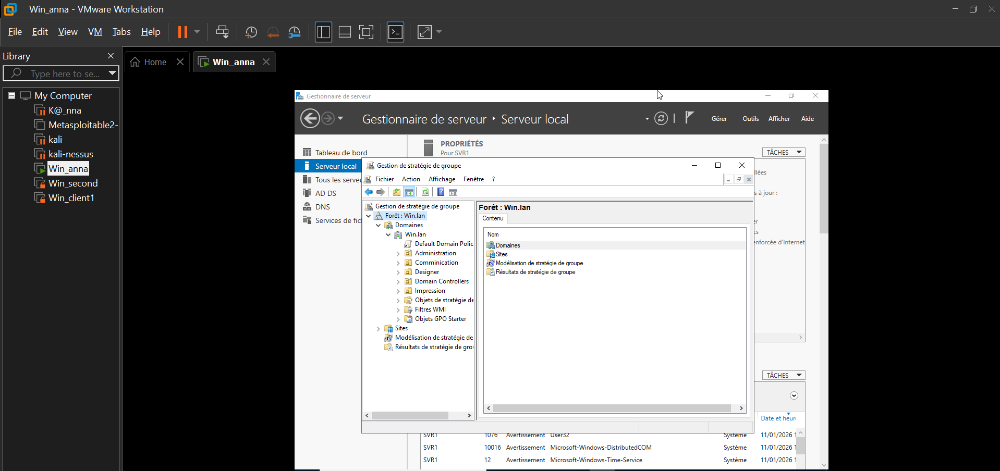 Win_anna - VMware Workstation
File Edit View VM Tabs Help
Library
Type here to se...
My Computer
K@_nna
Metasploitable2-
kali
kali-nessus
Win_anna
Win_second
Win_client1
Home
Win_anna
Gestionnaire de serveur
Gestionnaire de serveur ‣ Serveur local
Gérer Outils Afficher Aide
Tableau de bord
Serveur local
Tous les serveu
AD DS
DNS
Services de fic
PROPRIÉTÉS
Pour SVR1
TÂCHES
llées
s à jour :
er
cs
enforcée d'Internet
Gestion de stratégie de groupe
Fichier Action Affichage Fenêtre ?
Gestion de stratégie de groupe
Forêt : Win.lan
Domaines
Win.lan
Default Domain Polic
Administration
Comminication
Designer
Domain Controllers
Impression
Objets de stratégie de
Filtres WMI
Objets GPO Starter
Sites
Modélisation de stratégie de
Résultats de stratégie de grou
Forêt : Win.lan
Contenu
Nom
Domaines
Sites
Modélisation de stratégie de groupe
Résultats de stratégie de groupe
TÂCHES
Date et heure
SVR1 1076 Avertissement User32 Système 11/01/2026 1
SVR1 10016 Avertissement Microsoft-Windows-DistributedCOM Système 11/01/2026 1
SVR1 12 Avertissement Microsoft-Windows-Time-Service Système 11/01/2026 1